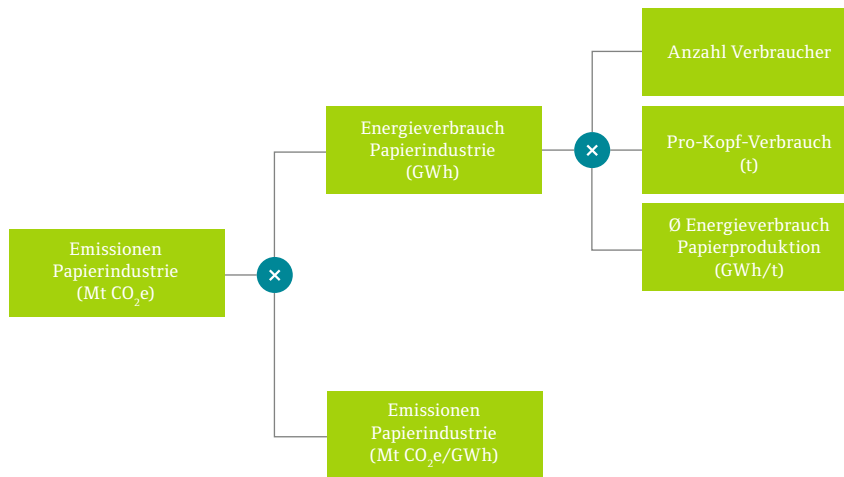 Anzahl Verbraucher
Energieverbrauch
Papierindustrie
(GWh)
×
Pro-Kopf-Verbrauch
(t)
Ø Energieverbrauch
Papierproduktion
(GWh/t)
Emissionen
Papierindustrie
(Mt CO₂e)
×
Emissionen
Papierindustrie
(Mt CO₂e/GWh)